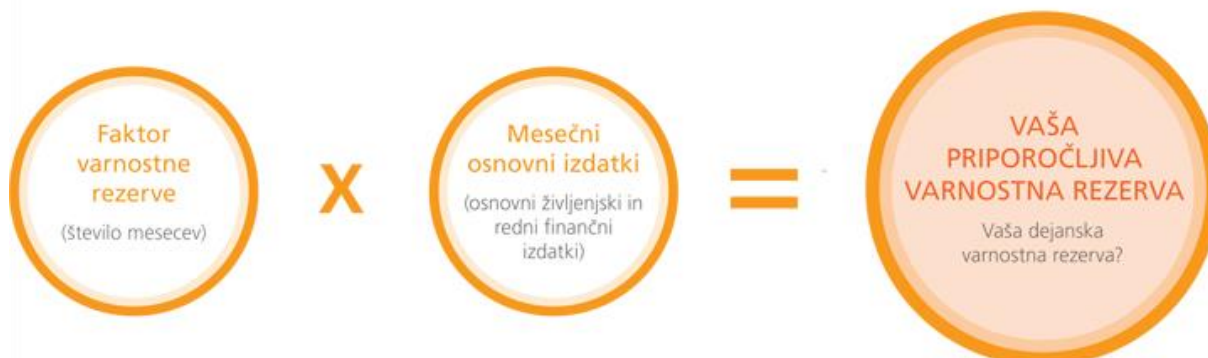 Faktor
varnostne
rezerve
(število mesecev)
X
Mesečni
osnovni izdatki
(osnovni življenjski in
redni finančni
izdatki)
=
VAŠA
PRIPOROČLJIVA
VARNOSTNA REZERVA
Vaša dejanska
varnostna rezerva?